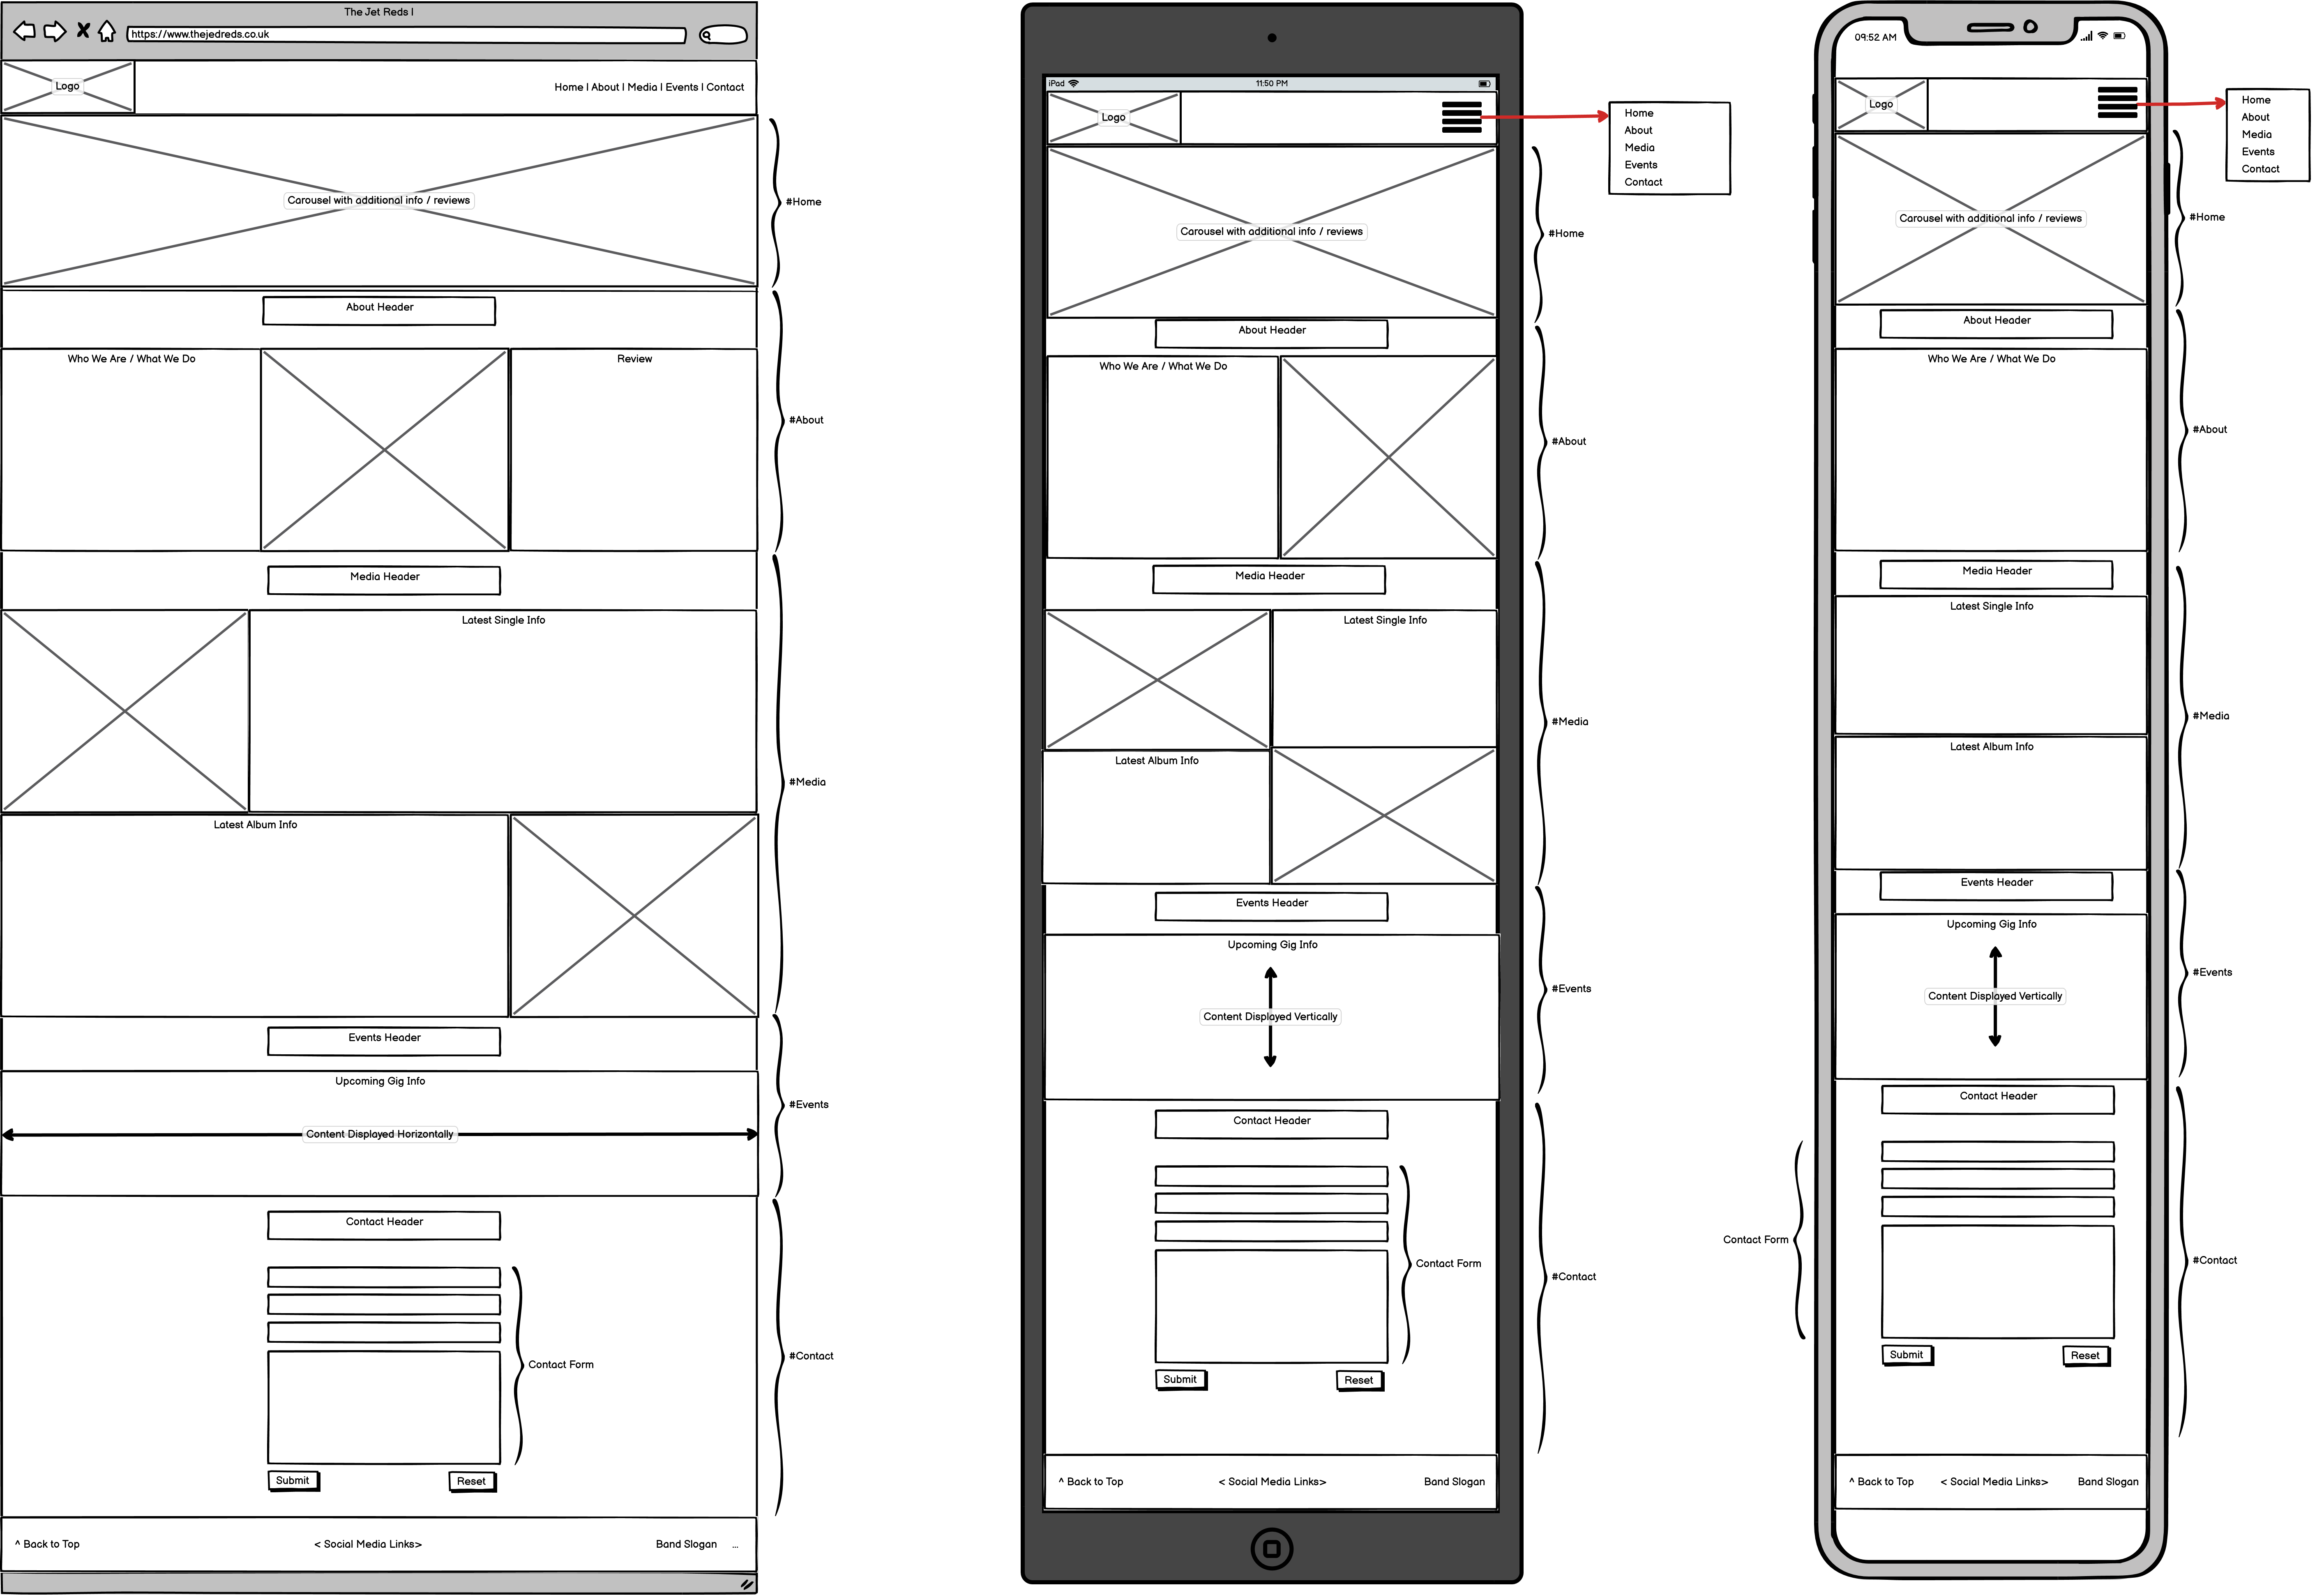 The Jet Reds |
https://www.thejedreds.co.uk
Logo
Home | About | Media | Events | Contact
Carousel with additional info / reviews
#Home
About Header
Who We Are / What We Do
Review
#About
Media Header
Latest Single Info
Latest Album Info
#Media
Events Header
Upcoming Gig Info
Content Displayed Horizontally
#Events
Contact Header
Contact Form
Submit
Reset
#Contact
^ Back to Top
< Social Media Links>
Band Slogan
...
iPad
11:50 PM
Logo
Home
About
Media
Events
Contact
Carousel with additional info / reviews
#Home
About Header
Who We Are / What We Do
#About
Media Header
Latest Single Info
Latest Album Info
#Media
Events Header
Upcoming Gig Info
Content Displayed Vertically
#Events
Contact Header
Contact Form
Submit
Reset
#Contact
^ Back to Top
< Social Media Links>
Band Slogan
09:52 AM
Logo
Home
About
Media
Events
Contact
Carousel with additional info / reviews
#Home
About Header
Who We Are / What We Do
#About
Media Header
Latest Single Info
Latest Album Info
#Media
Events Header
Upcoming Gig Info
Content Displayed Vertically
#Events
Contact Header
Contact Form
Submit
Reset
#Contact
^ Back to Top
< Social Media Links>
Band Slogan